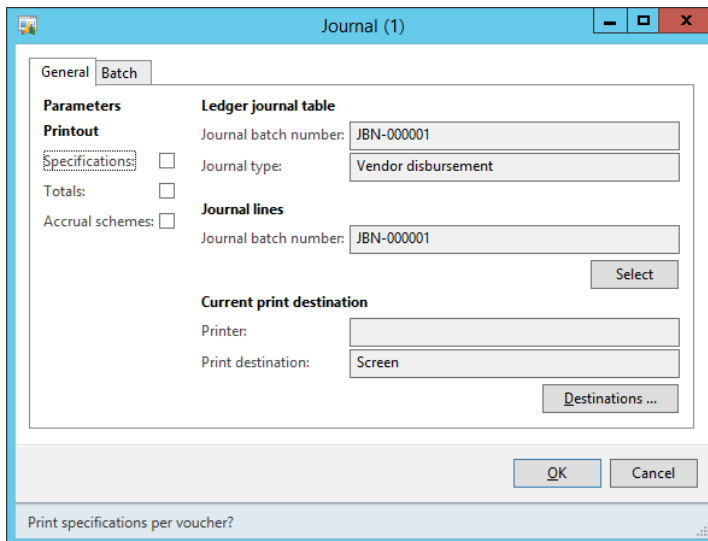 Journal (1)
General Batch
Parameters
Printout
Specifications:
Totals:
Accrual schemes:
Ledger journal table
Journal batch number: JBN-000001
Journal type: Vendor disbursement
Journal lines
Journal batch number: JBN-000001
Select
Current print destination
Printer:
Print destination: Screen
Destinations ...
OK Cancel
Print specifications per voucher?